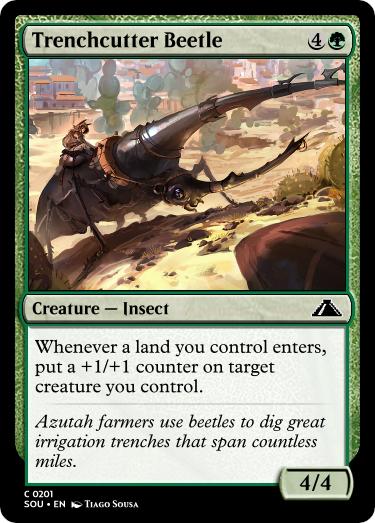 Trenchcutter Beetle 4
Creature — Insect
Whenever a land you control enters,
put a +1/+1 counter on target
creature you control.
Azutah farmers use beetles to dig great
irrigation trenches that span countless
miles.
4/4
C 0201
SOU • EN Tiago Sousa